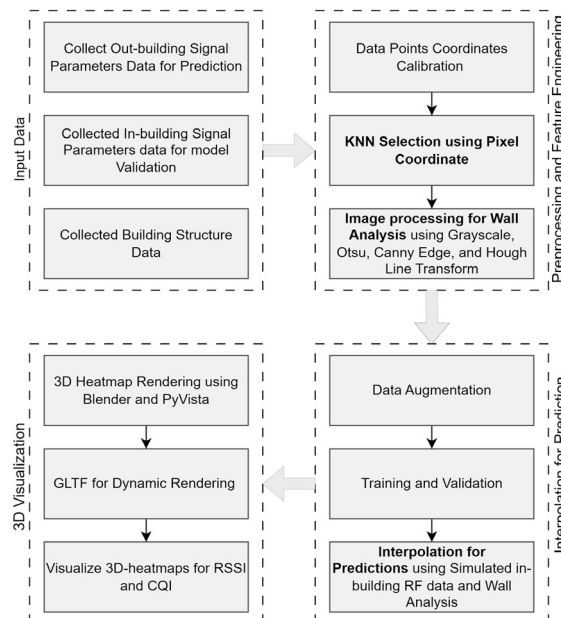 Input Data
Collect Out-building Signal
Parameters Data for Prediction
Collected In-building Signal
Parameters data for model
Validation
Collected Building Structure
Data
Preprocessing and Feature Engineering
Data Points Coordinates
Calibration
KNN Selection using Pixel
Coordinate
Image processing for Wall
Analysis using Grayscale,
Otsu, Canny Edge, and Hough
Line Transform
3D Visualization
3D Heatmap Rendering using
Blender and PyVista
GLTF for Dynamic Rendering
Visualize 3D-heatmaps for RSSI
and CQI
Interpolation for Prediction
Data Augmentation
Training and Validation
Interpolation for
Predictions using Simulated in-
building RF data and Wall
Analysis